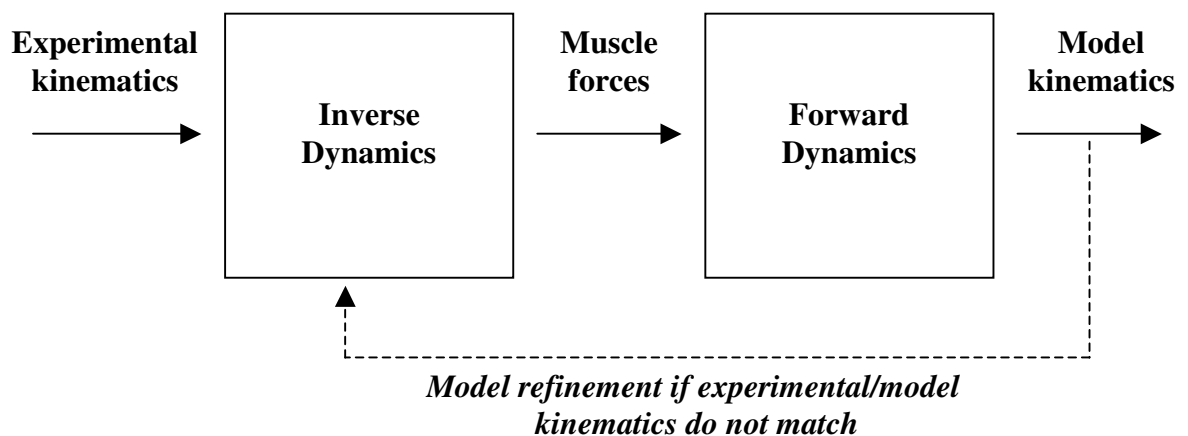 Experimental
kinematics
Inverse
Dynamics
Muscle
forces
Forward
Dynamics
Model
kinematics
Model refinement if experimental/model
kinematics do not match